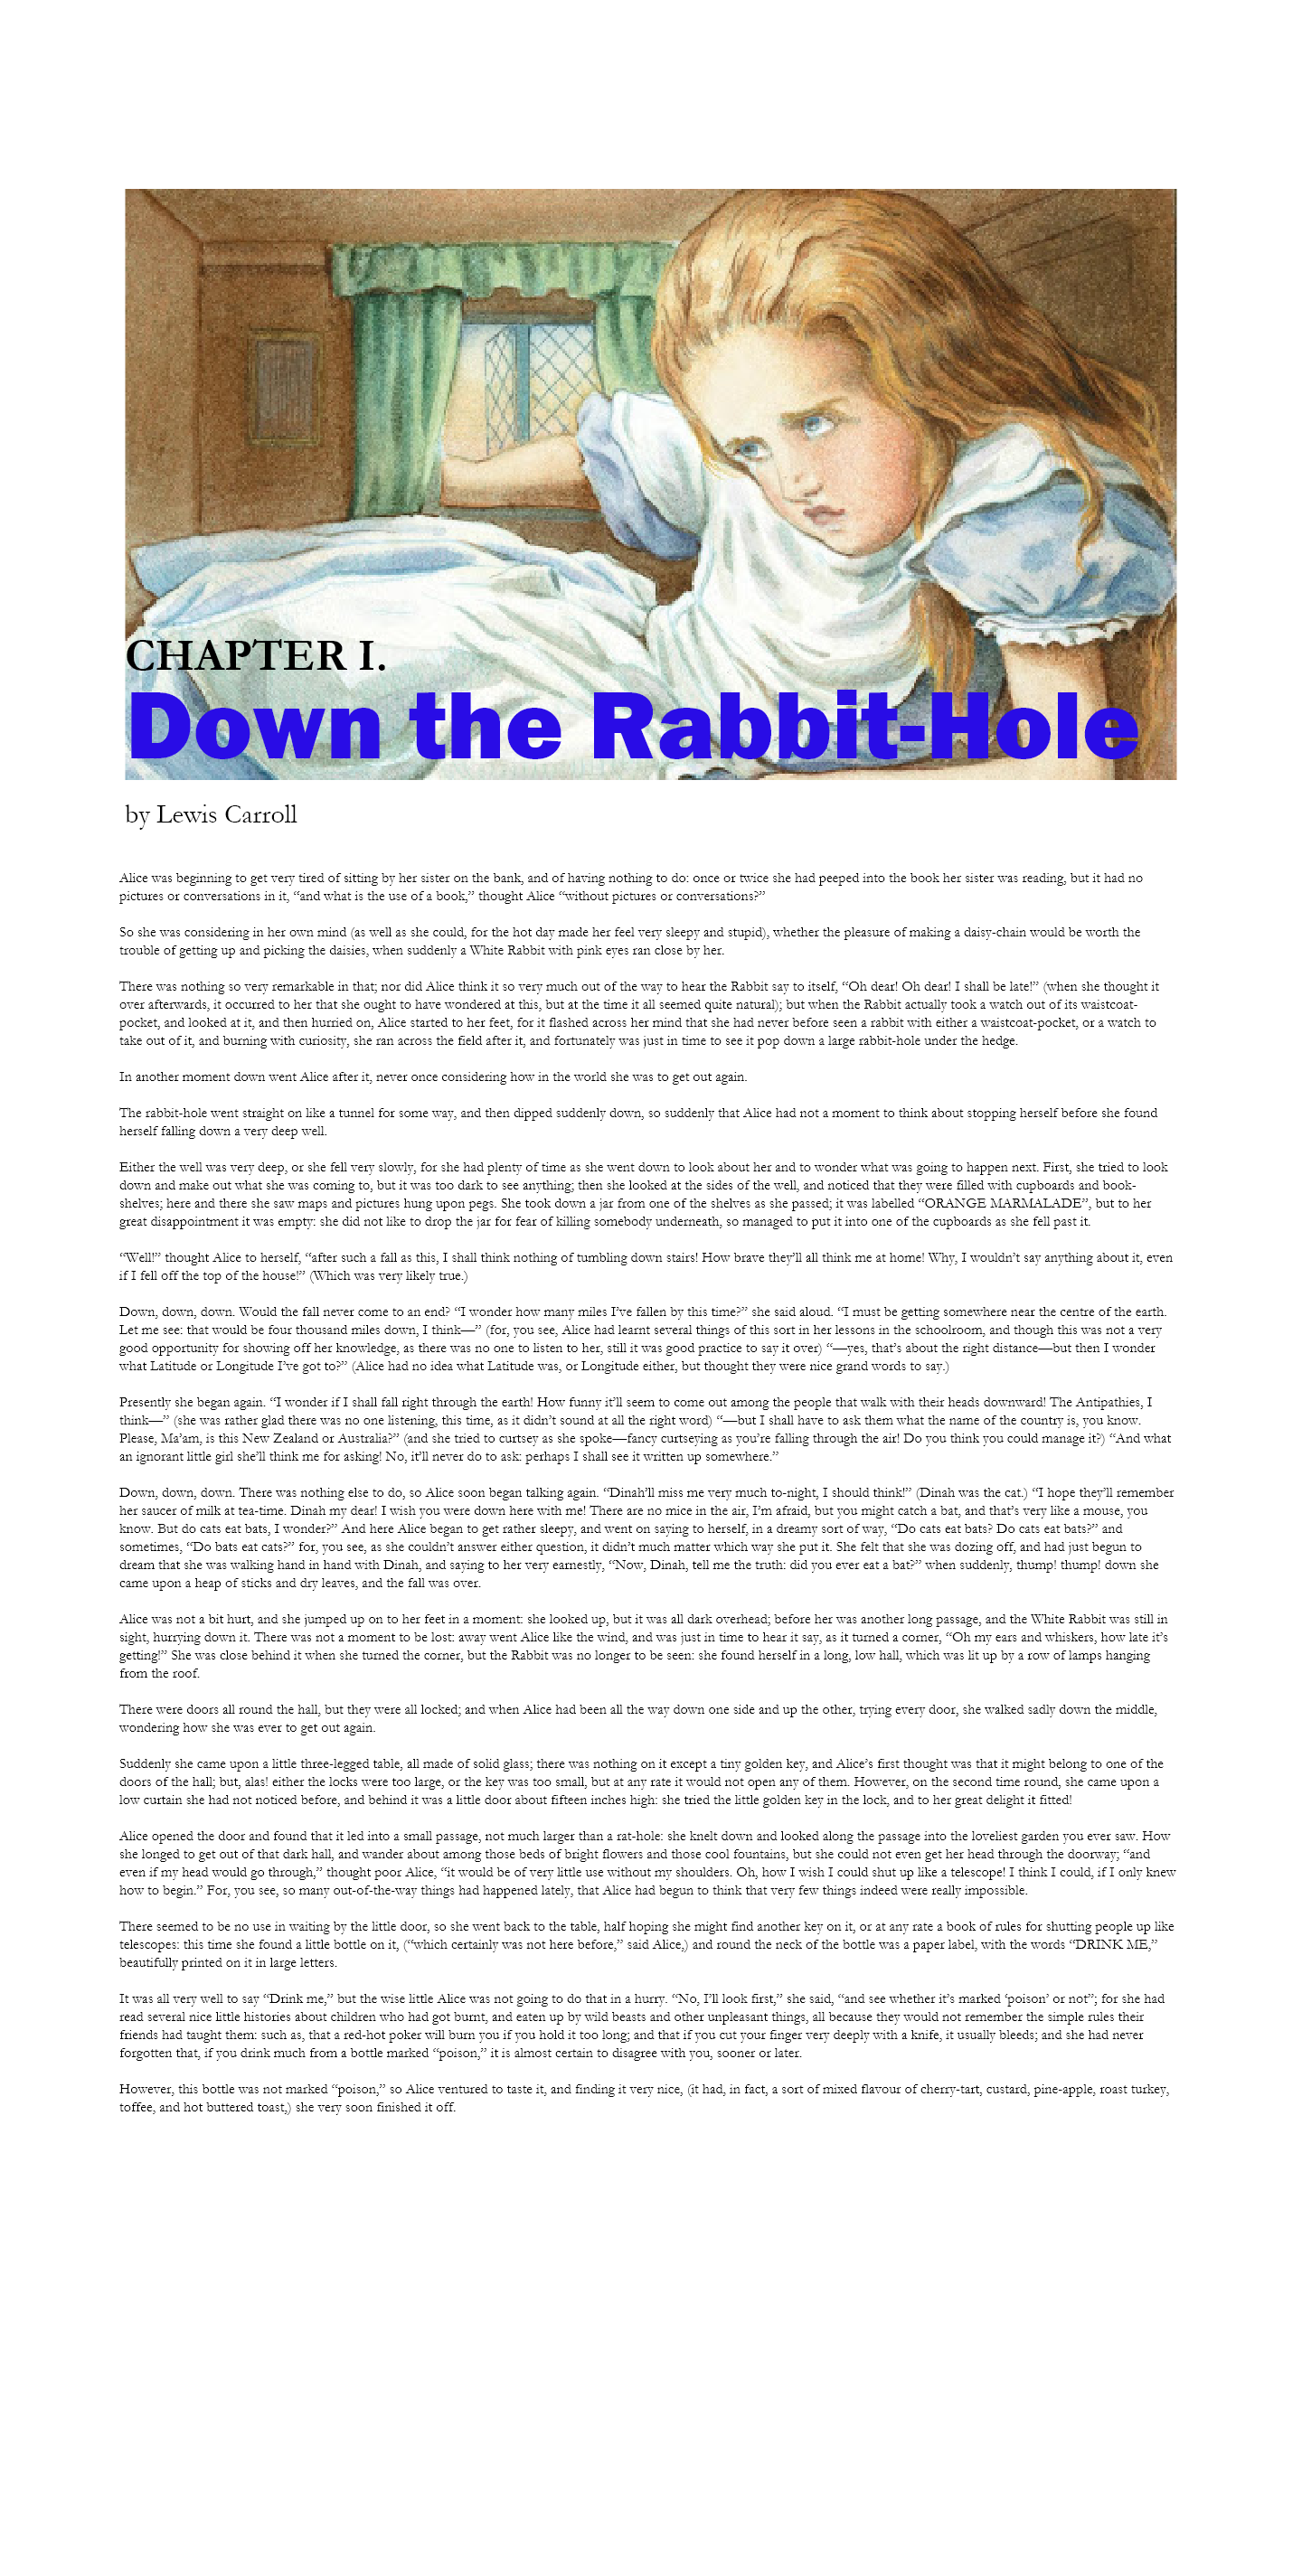 CHAPTER I.
Down the Rabbit-Hole
by Lewis Carroll
Alice was beginning to get very tired of sitting by her sister on the bank, and of having nothing to do: once or twice she had peeped into the book her sister was reading, but it had no
pictures or conversations in it, “and what is the use of a book,” thought Alice “without pictures or conversations?”
So she was considering in her own mind (as well as she could, for the hot day made her feel very sleepy and stupid), whether the pleasure of making a daisy-chain would be worth the
trouble of getting up and picking the daisies, when suddenly a White Rabbit with pink eyes ran close by her.
There was nothing so very remarkable in that; nor did Alice think it so very much out of the way to hear the Rabbit say to itself, “Oh dear! Oh dear! I shall be late!” (when she thought it
over afterwards, it occurred to her that she ought to have wondered at this, but at the time it all seemed quite natural); but when the Rabbit actually took a watch out of its waistcoat-
pocket, and looked at it, and then hurried on, Alice started to her feet, for it flashed across her mind that she had never before seen a rabbit with either a waistcoat-pocket, or a watch to
take out of it, and burning with curiosity, she ran across the field after it, and fortunately was just in time to see it pop down a large rabbit-hole under the hedge.
In another moment down went Alice after it, never once considering how in the world she was to get out again.
The rabbit-hole went straight on like a tunnel for some way, and then dipped suddenly down, so suddenly that Alice had not a moment to think about stopping herself before she found
herself falling down a very deep well.
Either the well was very deep, or she fell very slowly, for she had plenty of time as she went down to look about her and to wonder what was going to happen next. First, she tried to look
down and make out what she was coming to, but it was too dark to see anything; then she looked at the sides of the well, and noticed that they were filled with cupboards and book-
shelves; here and there she saw maps and pictures hung upon pegs. She took down a jar from one of the shelves as she passed; it was labelled “ORANGE MARMALADE”, but to her
great disappointment it was empty: she did not like to drop the jar for fear of killing somebody underneath, so managed to put it into one of the cupboards as she fell past it.
“Well!” thought Alice to herself, “after such a fall as this, I shall think nothing of tumbling down stairs! How brave they’ll all think me at home! Why, I wouldn’t say anything about it, even
if I fell off the top of the house!” (Which was very likely true.)
Down, down, down. Would the fall never come to an end? “I wonder how many miles I’ve fallen by this time?” she said aloud. “I must be getting somewhere near the centre of the earth.
Let me see: that would be four thousand miles down, I think—” (for, you see, Alice had learnt several things of this sort in her lessons in the schoolroom, and though this was not a very
good opportunity for showing off her knowledge, as there was no one to listen to her, still it was good practice to say it over) “—yes, that’s about the right distance—but then I wonder
what Latitude or Longitude I’ve got to?” (Alice had no idea what Latitude was, or Longitude either, but thought they were nice grand words to say.)
Presently she began again. “I wonder if I shall fall right through the earth! How funny it’ll seem to come out among the people that walk with their heads downward! The Antipathies, I
think—” (she was rather glad there was no one listening, this time, as it didn’t sound at all the right word) “—but I shall have to ask them what the name of the country is, you know.
Please, Ma’am, is this New Zealand or Australia?” (and she tried to curtsey as she spoke—fancy curtseying as you’re falling through the air! Do you think you could manage it?) “And what
an ignorant little girl she’ll think me for asking! No, it’ll never do to ask: perhaps I shall see it written up somewhere.”
Down, down, down. There was nothing else to do, so Alice soon began talking again. “Dinah’ll miss me very much to-night, I should think!” (Dinah was the cat.) “I hope they’ll remember
her saucer of milk at tea-time. Dinah my dear! I wish you were down here with me! There are no mice in the air, I’m afraid, but you might catch a bat, and that’s very like a mouse, you
know. But do cats eat bats, I wonder?” And here Alice began to get rather sleepy, and went on saying to herself, in a dreamy sort of way, “Do cats eat bats? Do cats eat bats?” and
sometimes, “Do bats eat cats?” for, you see, as she couldn’t answer either question, it didn’t much matter which way she put it. She felt that she was dozing off, and had just begun to
dream that she was walking hand in hand with Dinah, and saying to her very earnestly, “Now, Dinah, tell me the truth: did you ever eat a bat?” when suddenly, thump! thump! down she
came upon a heap of sticks and dry leaves, and the fall was over.
Alice was not a bit hurt, and she jumped up on to her feet in a moment: she looked up, but it was all dark overhead; before her was another long passage, and the White Rabbit was still in
sight, hurrying down it. There was not a moment to be lost: away went Alice like the wind, and was just in time to hear it say, as it turned a corner, “Oh my ears and whiskers, how late it’s
getting!” She was close behind it when she turned the corner, but the Rabbit was no longer to be seen: she found herself in a long, low hall, which was lit up by a row of lamps hanging
from the roof.
There were doors all round the hall, but they were all locked; and when Alice had been all the way down one side and up the other, trying every door, she walked sadly down the middle,
wondering how she was ever to get out again.
Suddenly she came upon a little three-legged table, all made of solid glass; there was nothing on it except a tiny golden key, and Alice’s first thought was that it might belong to one of the
doors of the hall; but, alas! either the locks were too large, or the key was too small, but at any rate it would not open any of them. However, on the second time round, she came upon a
low curtain she had not noticed before, and behind it was a little door about fifteen inches high: she tried the little golden key in the lock, and to her great delight it fitted!
Alice opened the door and found that it led into a small passage, not much larger than a rat-hole: she knelt down and looked along the passage into the loveliest garden you ever saw. How
she longed to get out of that dark hall, and wander about among those beds of bright flowers and those cool fountains, but she could not even get her head through the doorway; “and
even if my head would go through,” thought poor Alice, “it would be of very little use without my shoulders. Oh, how I wish I could shut up like a telescope! I think I could, if I only knew
how to begin.” For, you see, so many out-of-the-way things had happened lately, that Alice had begun to think that very few things indeed were really impossible.
There seemed to be no use in waiting by the little door, so she went back to the table, half hoping she might find another key on it, or at any rate a book of rules for shutting people up like
telescopes: this time she found a little bottle on it, (“which certainly was not here before,” said Alice,) and round the neck of the bottle was a paper label, with the words “DRINK ME,”
beautifully printed on it in large letters.
It was all very well to say “Drink me,” but the wise little Alice was not going to do that in a hurry. “No, I’ll look first,” she said, “and see whether it’s marked ‘poison’ or not”; for she had
read several nice little histories about children who had got burnt, and eaten up by wild beasts and other unpleasant things, all because they would not remember the simple rules their
friends had taught them: such as, that a red-hot poker will burn you if you hold it too long; and that if you cut your finger very deeply with a knife, it usually bleeds; and she had never
forgotten that, if you drink much from a bottle marked “poison,” it is almost certain to disagree with you, sooner or later.
However, this bottle was not marked “poison,” so Alice ventured to taste it, and finding it very nice, (it had, in fact, a sort of mixed flavour of cherry-tart, custard, pine-apple, roast turkey,
toffee, and hot buttered toast,) she very soon finished it off.